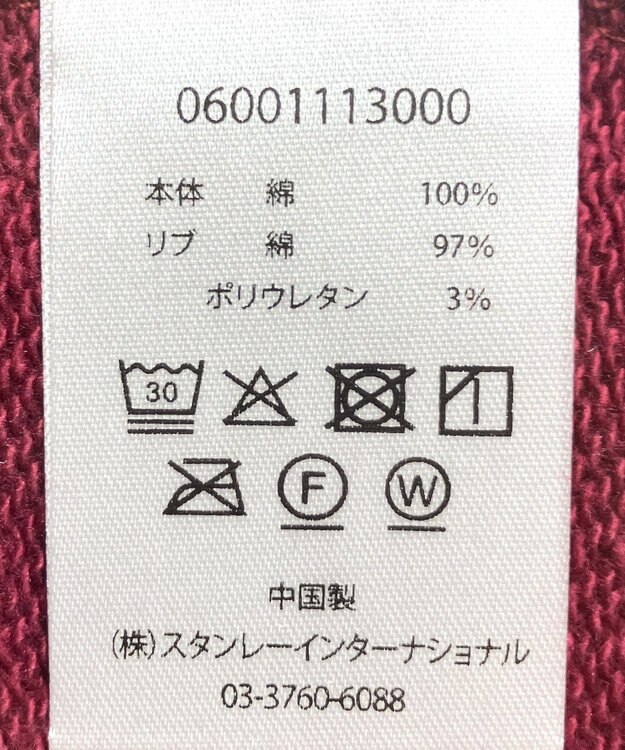 06001113000
本体 綿 100%
リブ 綿 97%
ポリウレタン 3%
30
F W
中国製
(株)スタンレーインターナショナル
03-3760-6088